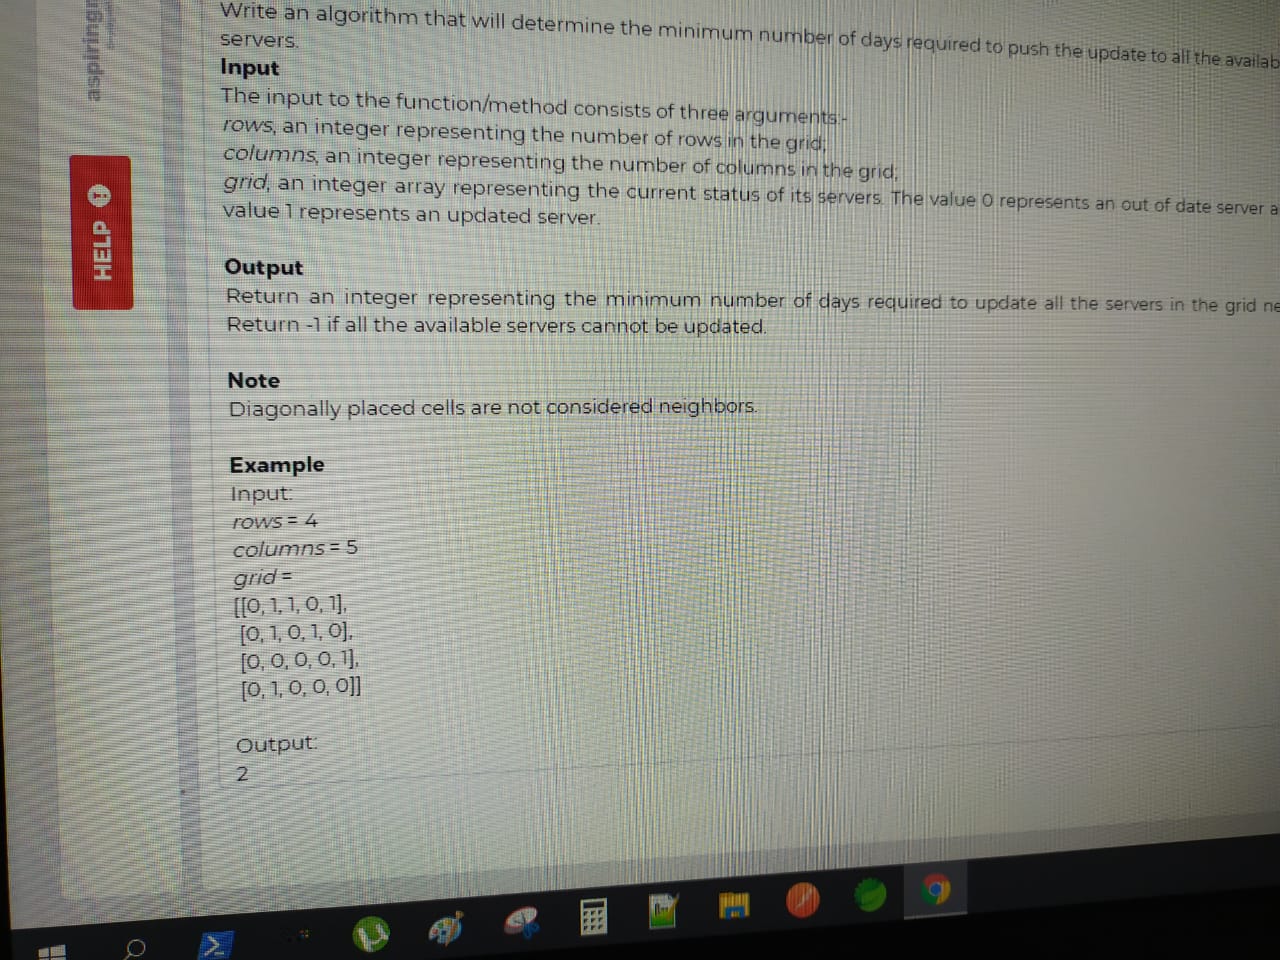 Write an algorithm that will determine the minimum number of days required to push the update to all the
servers.
Input
The input to the function/method consists of three arguments:-
rows, an integer representing the number of rows in the grid;
columns, an integer representing the number of columns in the grid;
grid, an integer array representing the current status of its servers. The value 0 represents an out of date server
value 1 represents an updated server.
Output
Return an integer representing the minimum number of days required to update all the servers in the grid
Return -1 if all the available servers cannot be updated.
Note
Diagonally placed cells are not considered neighbors.
Example
Input:
rows = 4
columns = 5
grid =
[[0, 1, 1, 0, 1],
[0, 1, 0, 1, 0],
[0, 0, 0, 0, 1],
[0, 1, 0, 0, 0]]
Output:
2
HELP